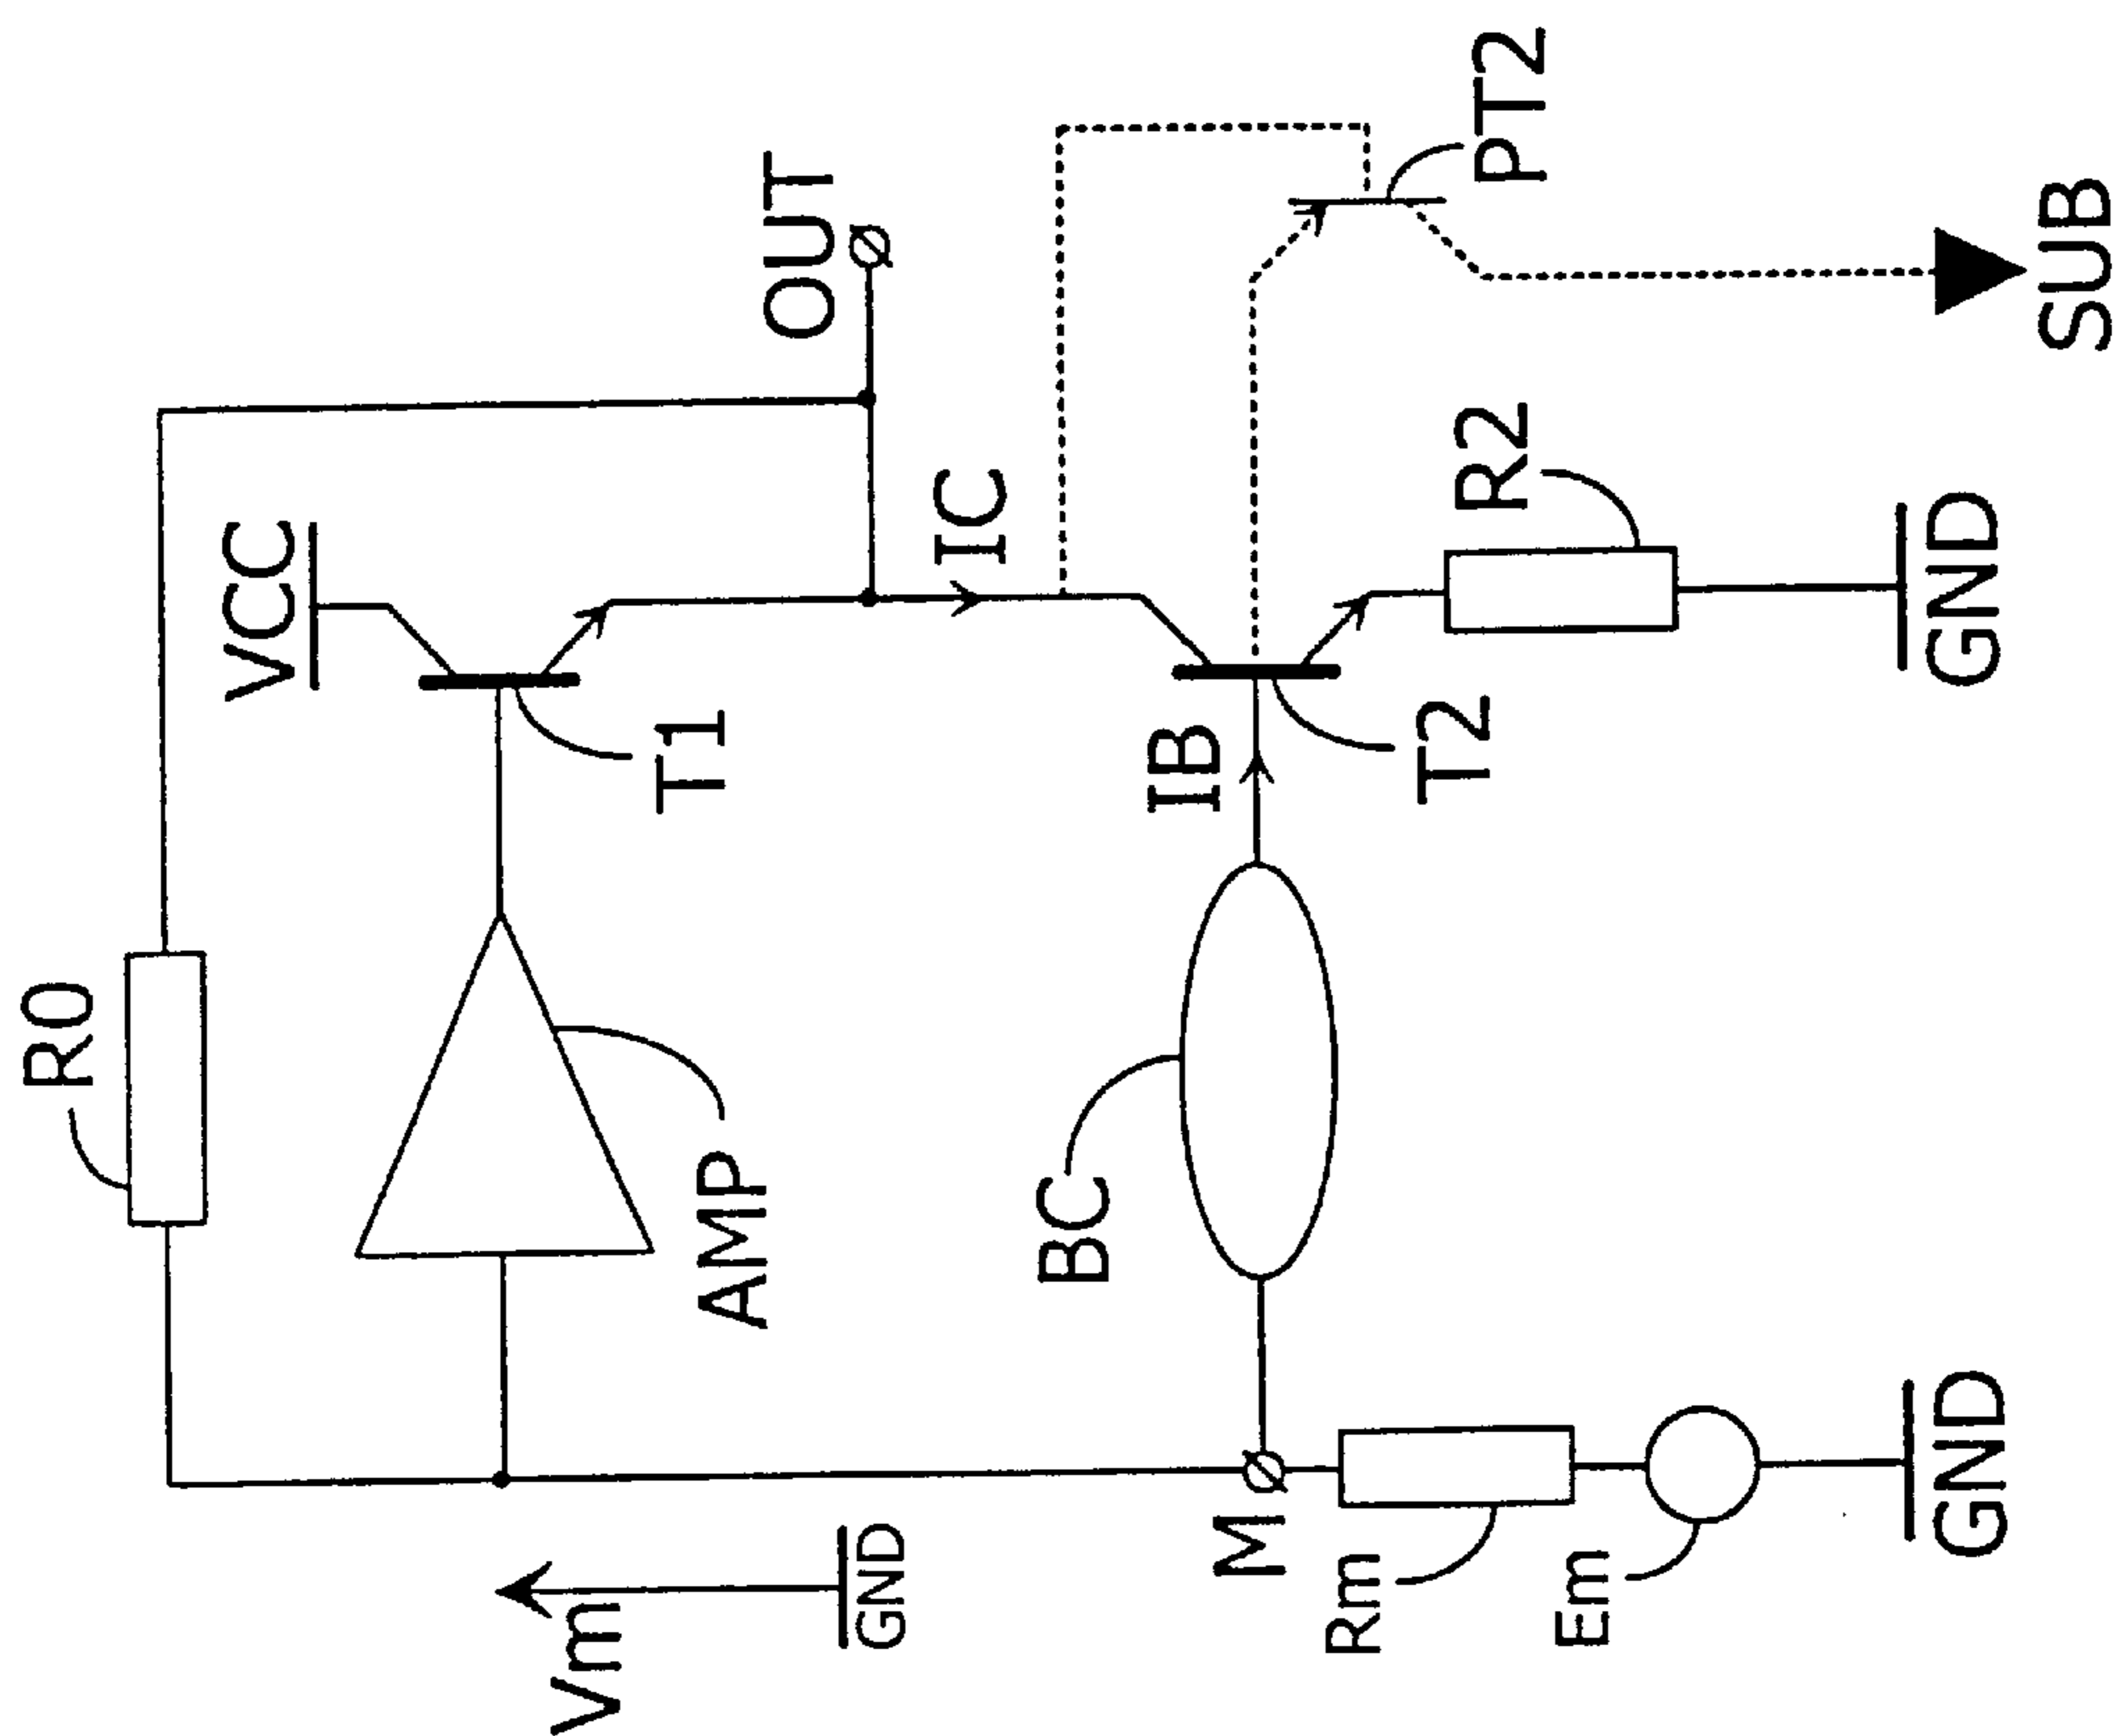 R0
VCC
OUT
T1
AMP
IC
PT2
BC
IB
T2
R2
Vm
GND
M
Rm
Em
GND
GND
SUB